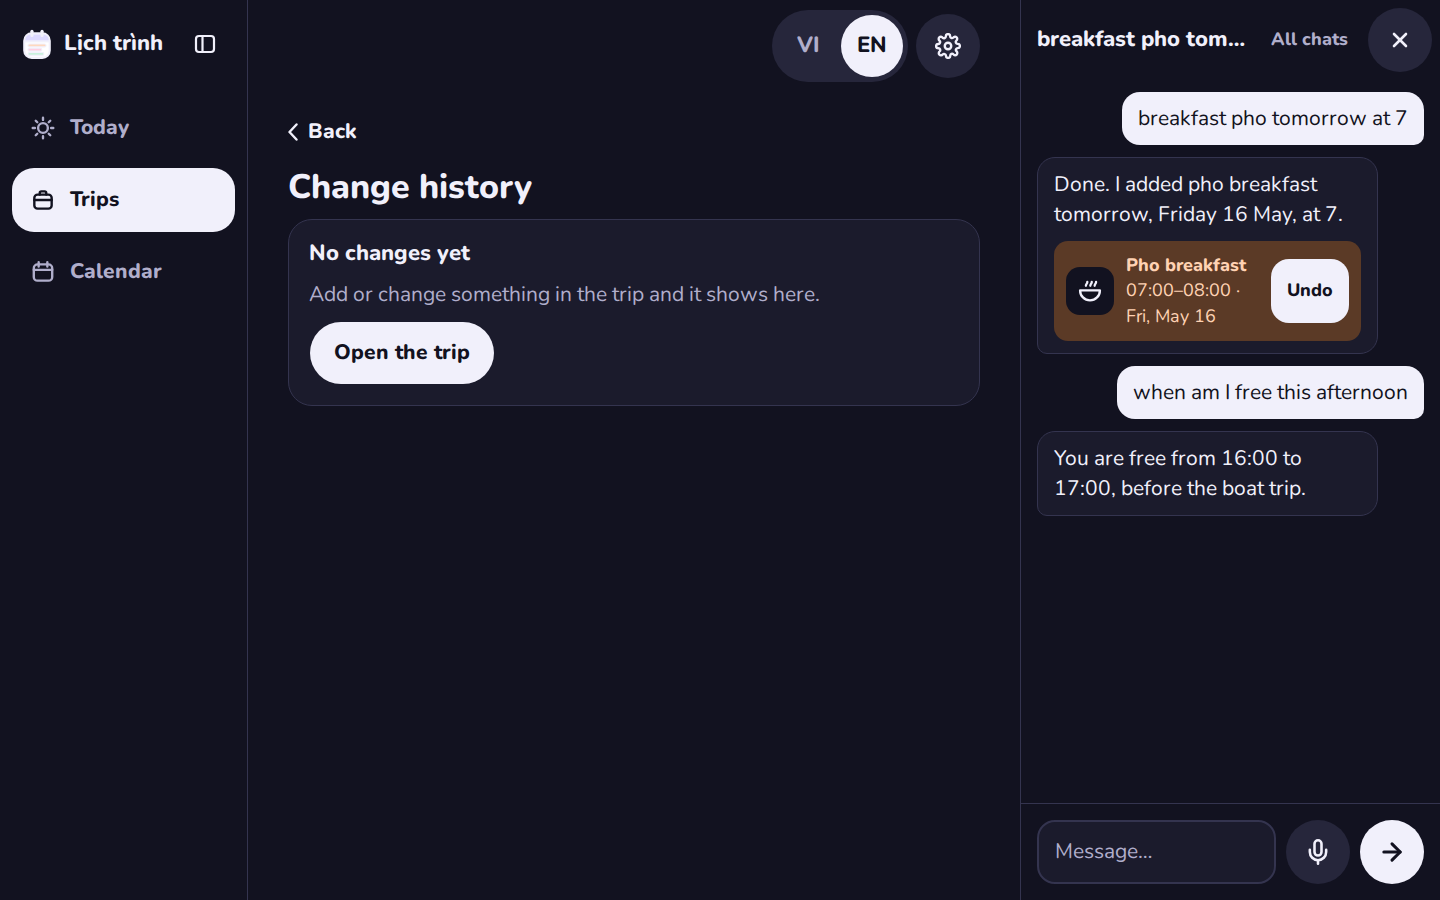 Lịch trình
Today
Trips
Calendar
VI
EN
Back
Change history
No changes yet
Add or change something in the trip and it shows here.
Open the trip
breakfast pho tom...
All chats
breakfast pho tomorrow at 7
Done. I added pho breakfast
tomorrow, Friday 16 May, at 7.
Pho breakfast
07:00–08:00 ·
Fri, May 16
Undo
when am I free this afternoon
You are free from 16:00 to
17:00, before the boat trip.
Message...